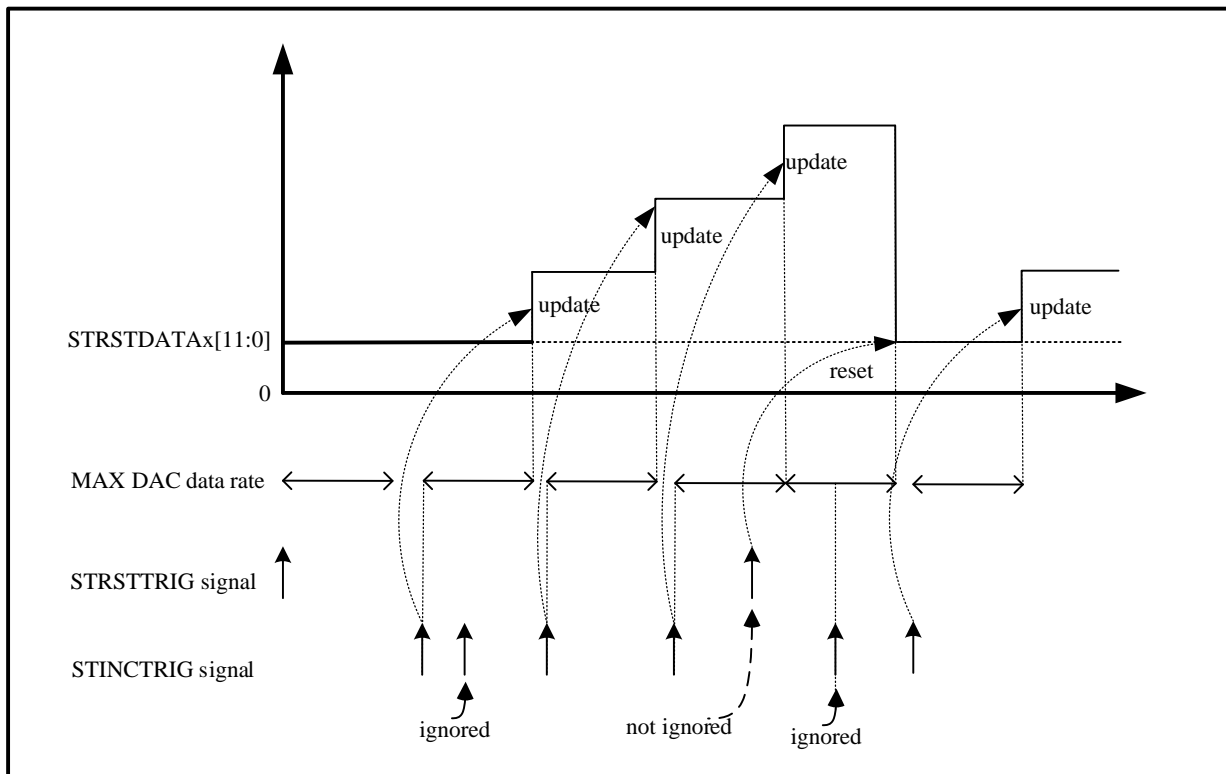 update
update
update
update
STRSTDATAx[11:0]
reset
0
MAX DAC data rate
STRSTTRIG signal
STINCTRIG signal
ignored
not ignored
ignored